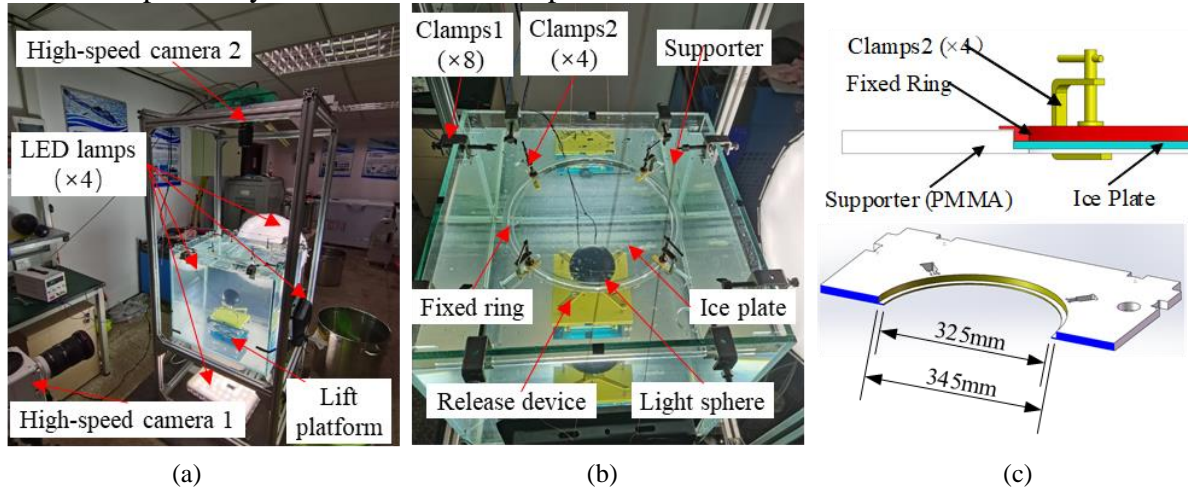 High-speed camera 2
LED lamps
(×4)
High-speed camera 1
Lift
platform
(a)
Clamps1
(×8)
Clamps2
(×4)
Supporter
Fixed ring
Ice plate
Release device
Light sphere
(b)
Clamps2 (×4)
Fixed Ring
Supporter (PMMA)
Ice Plate
325mm
345mm
(c)